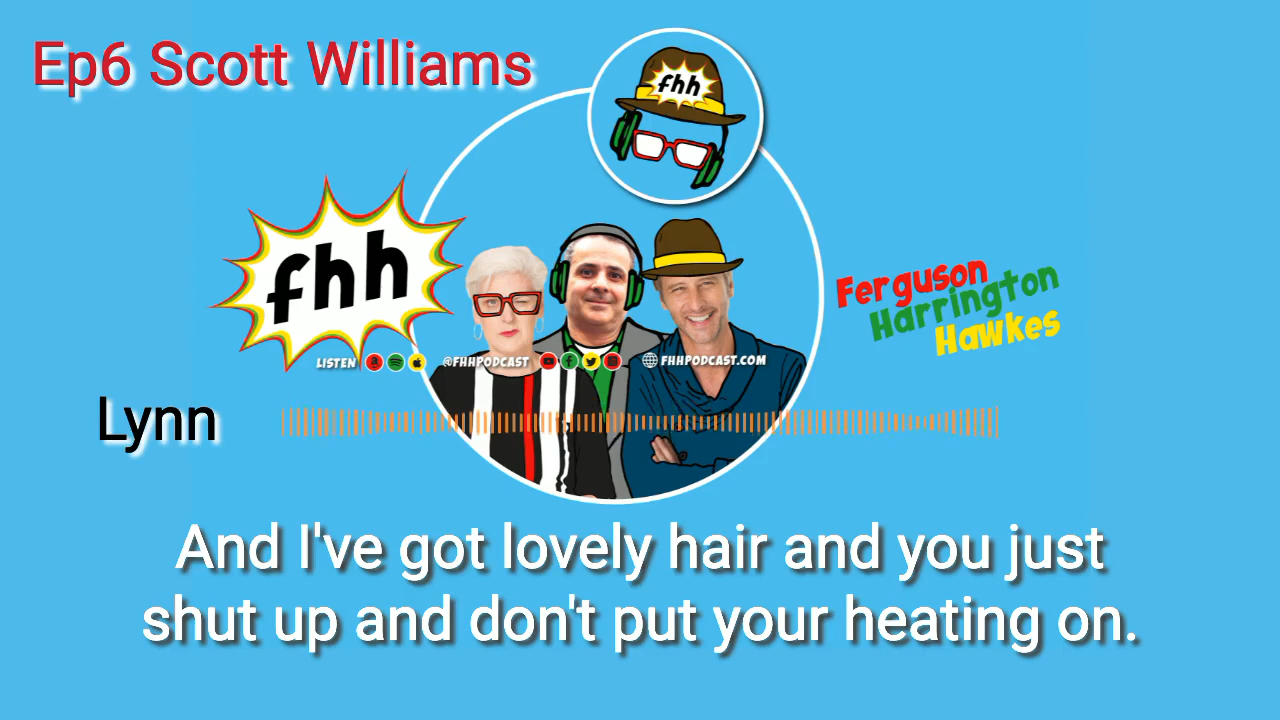 Ep6 Scott Williams
fhh
fhh
Ferguson
Harrington
Hawkes
LISTEN @FHHPODCAST FHHPODCAST.COM
Lynn
And I've got lovely hair and you just
shut up and don't put your heating on.